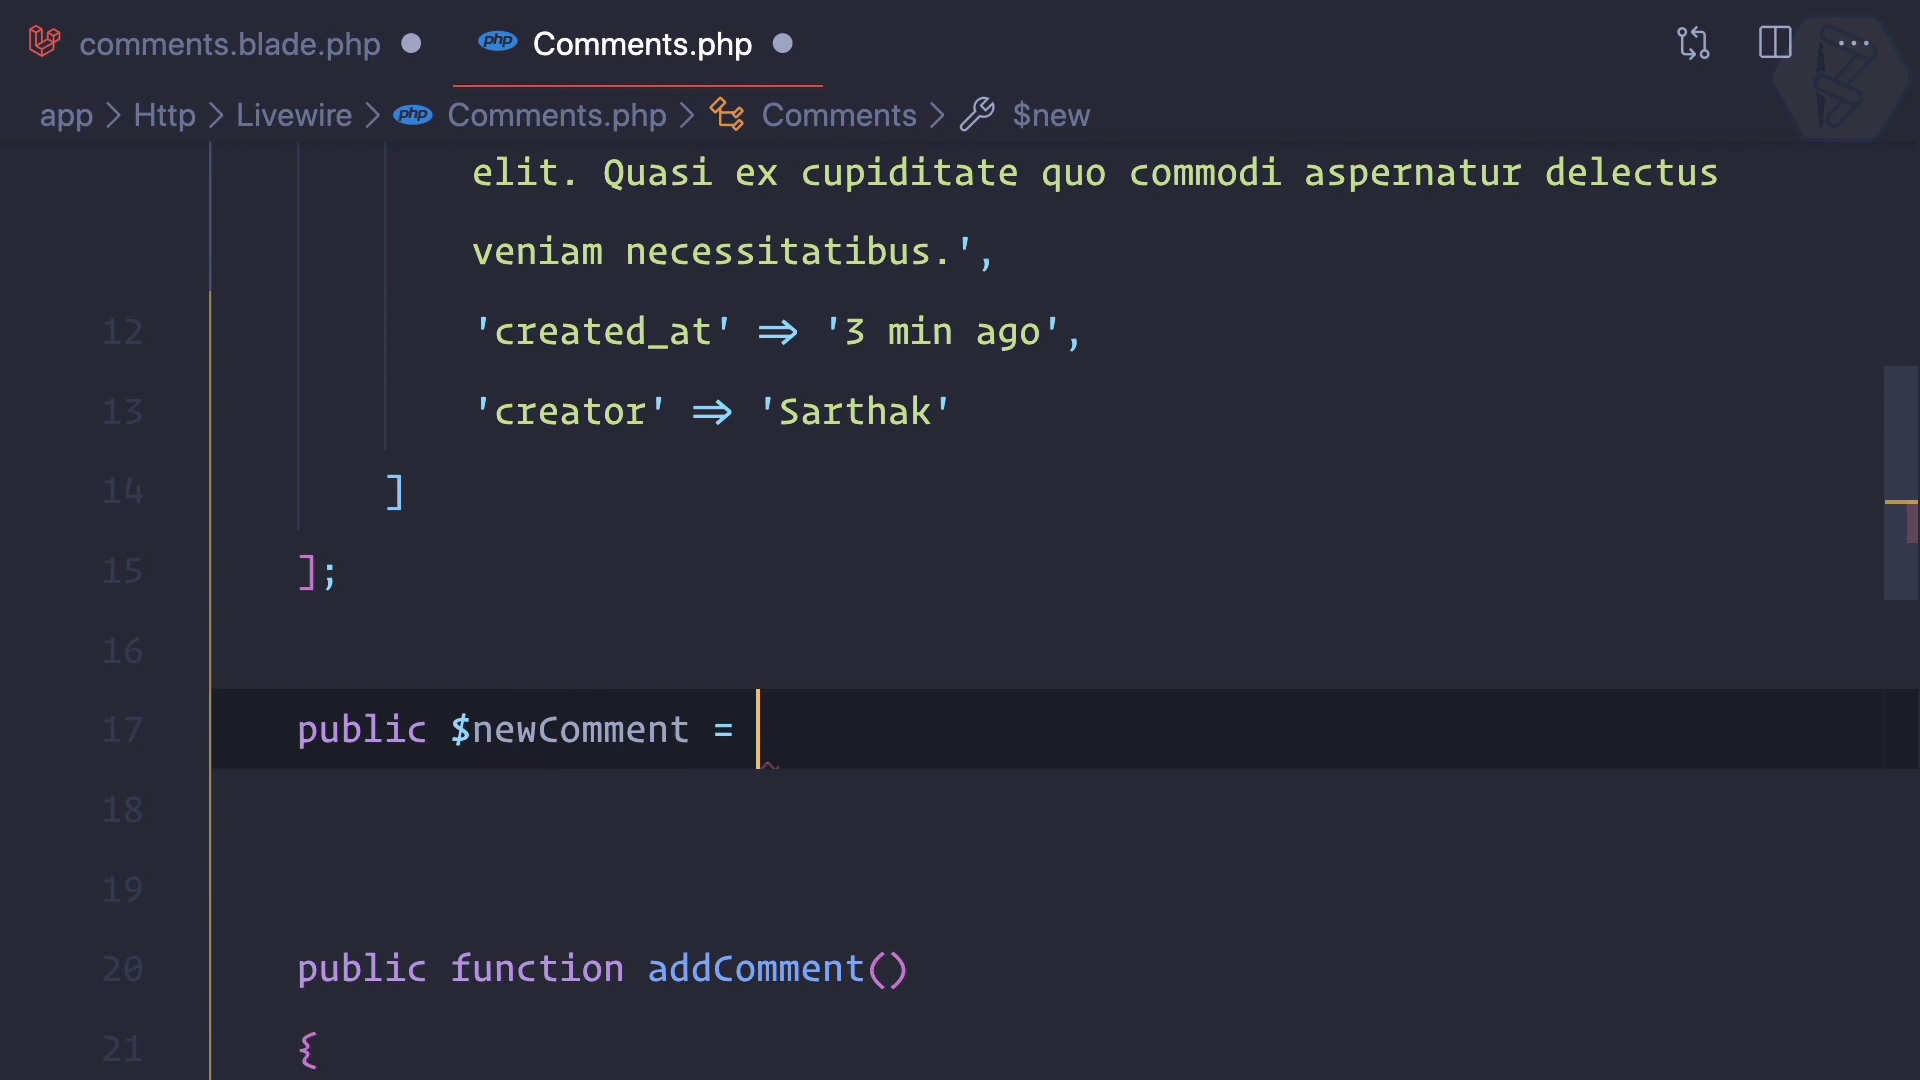 comments.blade.php
php Comments.php
app > Http > Livewire > php Comments.php > Comments > $new
elit. Quasi ex cupiditate quo commodi aspernatur delectus
veniam necessitatibus.',
12 'created_at' => '3 min ago',
13 'creator' => 'Sarthak'
14 ]
15 ];
16
17 public $newComment =
18
19
20 public function addComment()
21 {